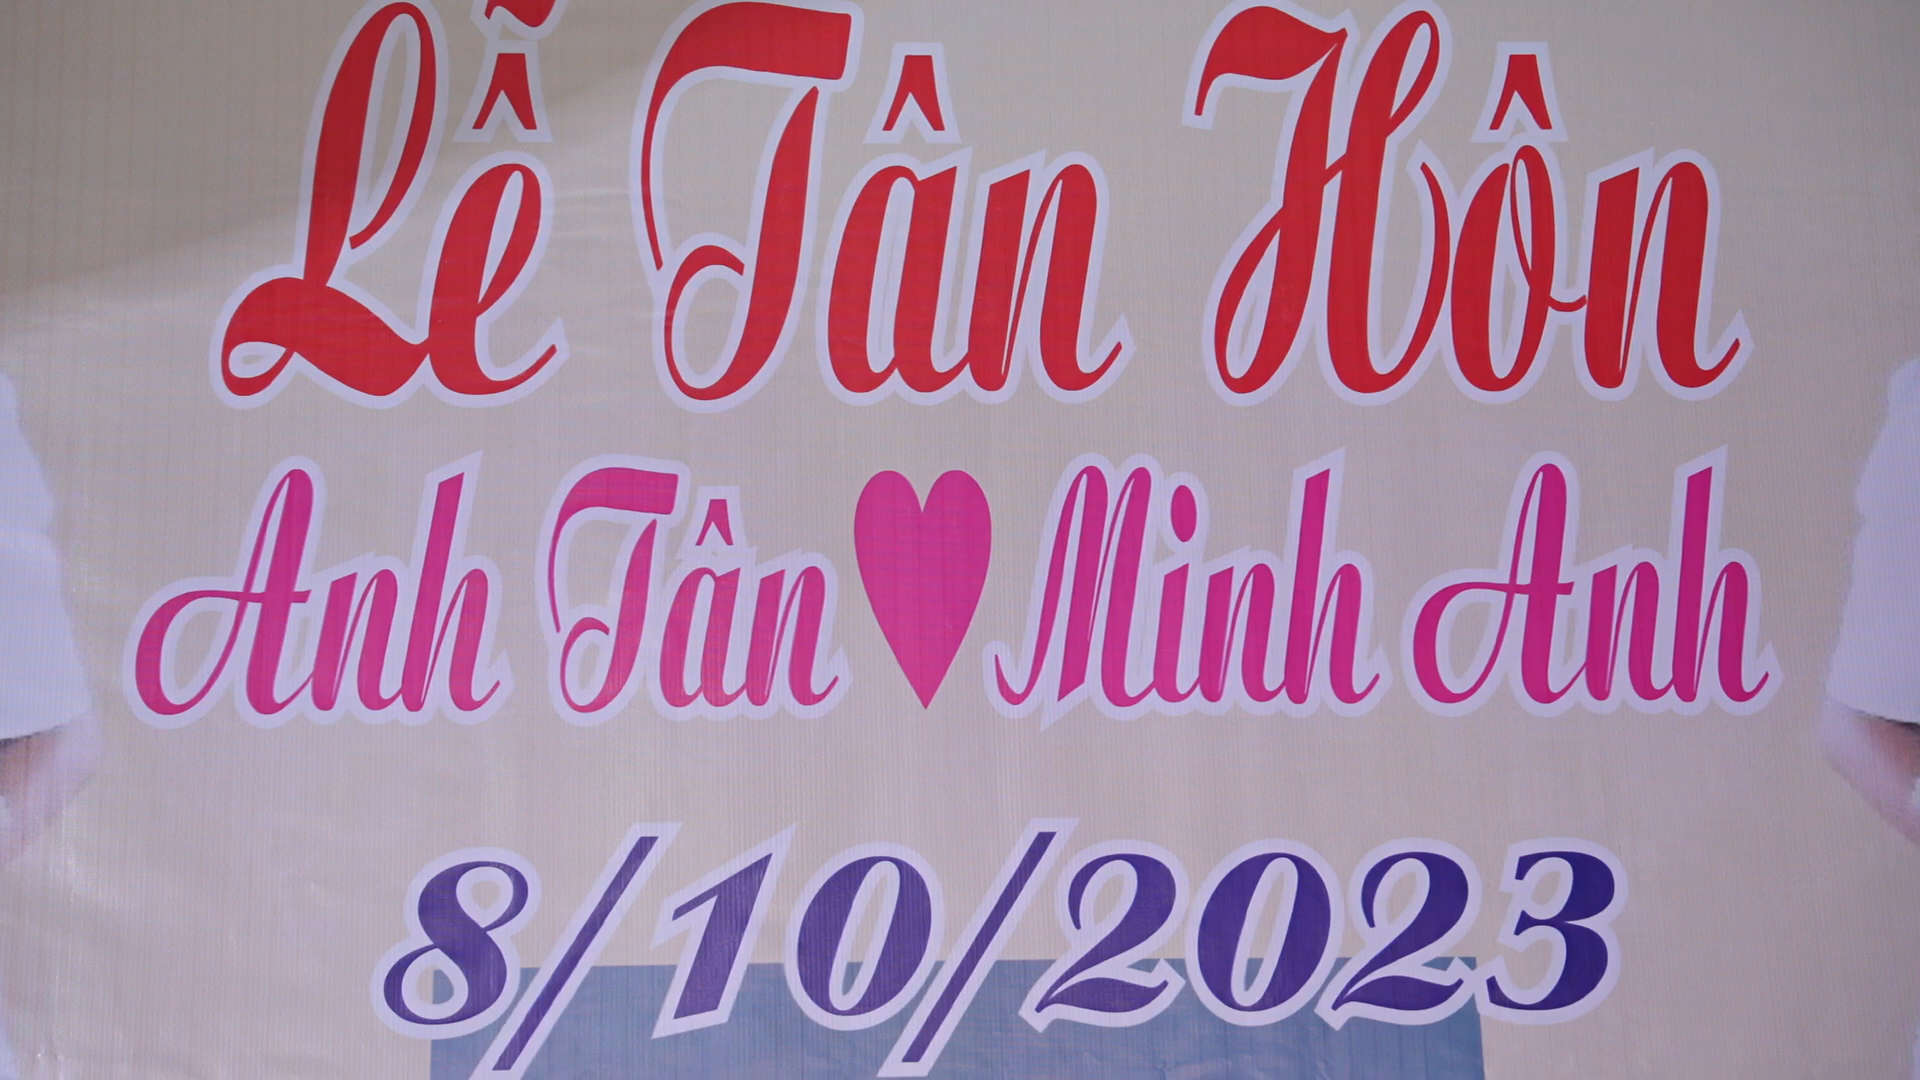 Lễ Tân Hôn
Anh Tân ♥ Minh Anh
8/10/2023